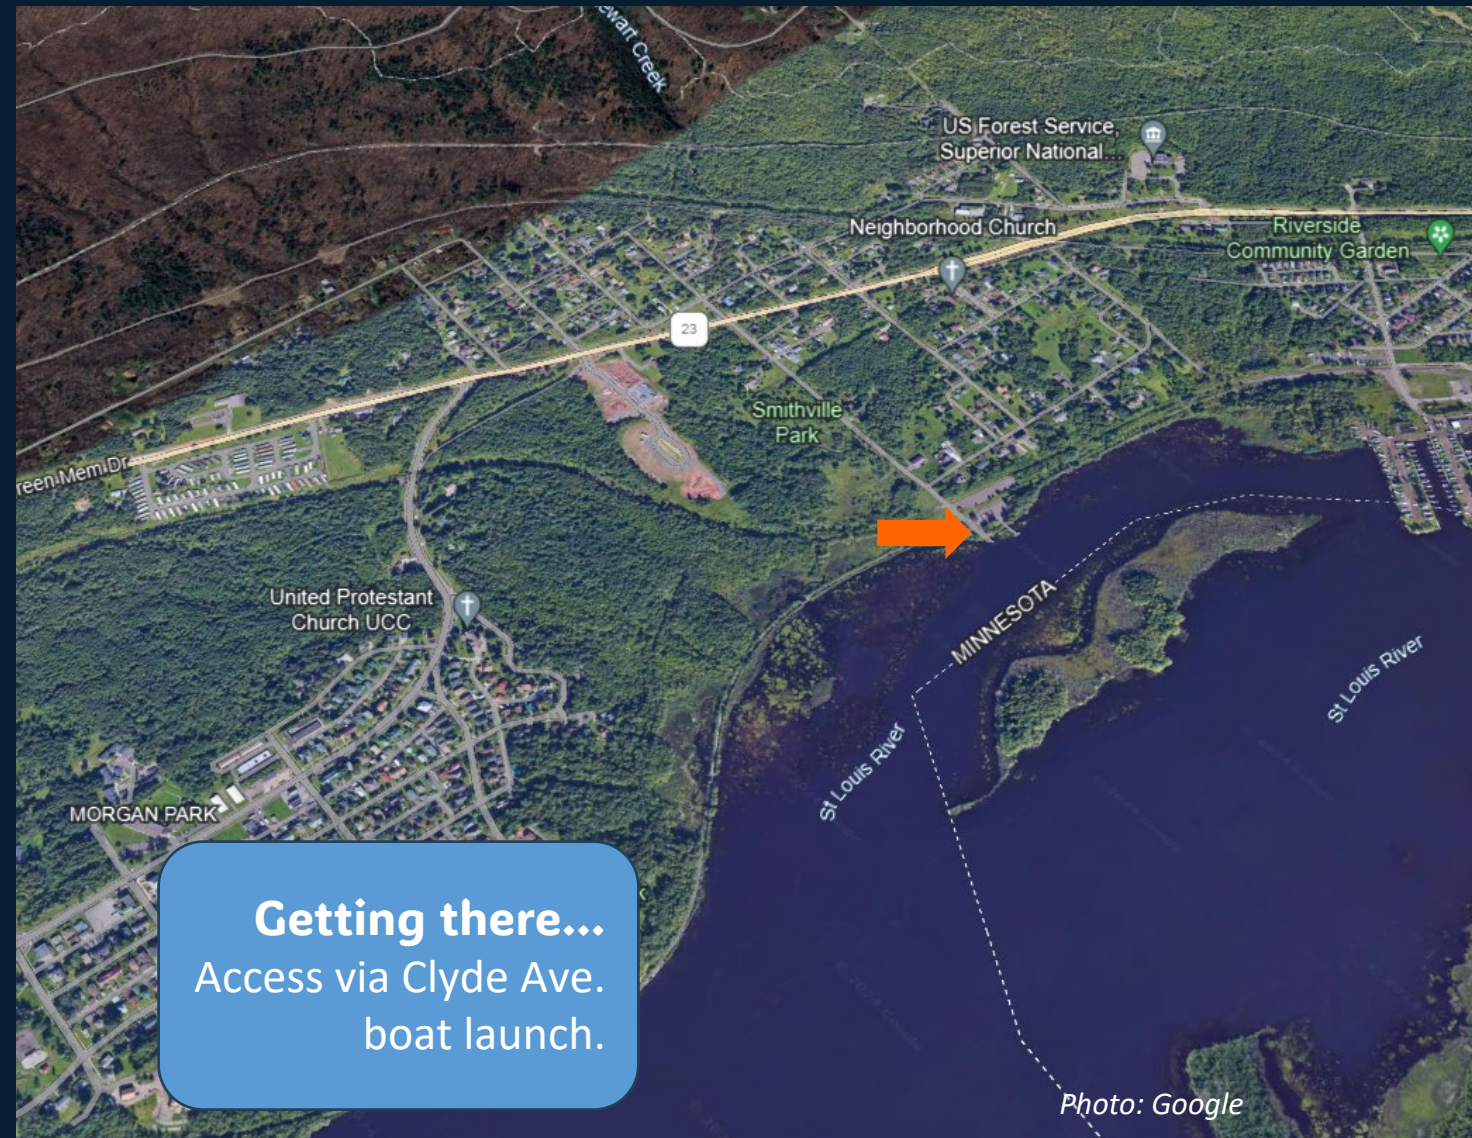 ewart Creek
US Forest Service,
Superior National...
Neighborhood Church
Riverside
Community Garden
23
Smithville
Park
reen Mem Dr
United Protestant
Church UCC
MINNESOTA
St Louis River
St Louis River
MORGAN PARK
Getting there...
Access via Clyde Ave.
boat launch.
Photo: Google